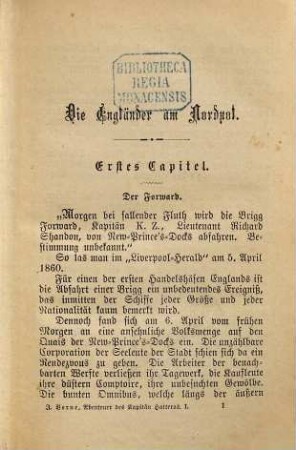 BIBLIOTHECA
REGIA
MONACENSIS
Die Engländer am Nordpol.
Erstes Capitel.
Der Forward.
„Morgen bei fallender Fluth wird die Brigg
Forward, Kapitän K. Z., Lieutenant Richard
Shandon, von New-Prince's-Docks abfahren. Be-
stimmung unbekannt.“
So las man im „Liverpool-Herald“ am 5. April
1860.
Für einen der ersten Handelshäfen Englands ist
die Abfahrt einer Brigg ein unbedeutendes Ereigniß, das
inmitten der Schiffe jeder Größe und jeder
Nationalität kaum bemerkt wird.
Dennoch fand sich am 6. April vom frühen
Morgen an eine ansehnliche Volksmenge auf den
Quais der New-Prince's-Docks ein. Die unzählbare
Corporation der Seeleute der Stadt schien sich da ein
Rendezvous zu geben. Die Arbeiter der benach-
barten Werfte verließen ihr Tagewerk, die Kaufleute
ihre düstern Comptoire, ihre unbesuchten Gewölbe.
Die bunten Omnibus, welche längs der äußern
J. Verne, Abenteuer des Kapitän Hatteras. I. 1